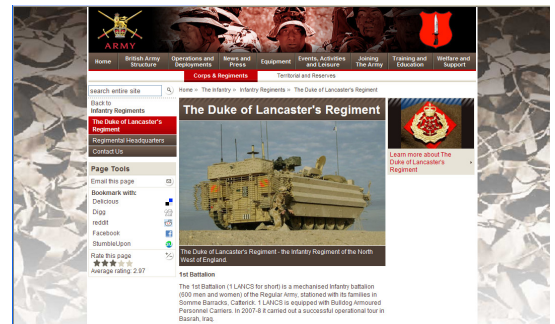 ARMY
Home
British Army Structure
Operations and Deployments
News and Press
Equipment
Events, Activities and Leisure
Joining The Army
Training and Education
Welfare and Support
Corps & Regiments
Territorial and Reserves
search entire site
Home » The Infantry » Infantry Regiments » The Duke of Lancaster's Regiment
Back to
Infantry Regiments
The Duke of Lancaster's
Regiment
Regimental Headquarters
Contact Us
Page Tools
Email this page
Bookmark with:
Delicious
Digg
reddit
Facebook
StumbleUpon
Rate this page
Average rating: 2.97
The Duke of Lancaster's Regiment
The Duke of Lancaster's Regiment - the Infantry Regiment of the North
West of England.
1st Battalion
The 1st Battalion (1 LANCS for short) is a mechanised Infantry battalion
(600 men and women) of the Regular Army, stationed with its families in
Somme Barracks, Catterick. 1 LANCS is equipped with Bulldog Armoured
Personnel Carriers. In 2007-8 it carried out a successful operational tour in
Basrah, Iraq.
Learn more about The
Duke of Lancaster's
Regiment